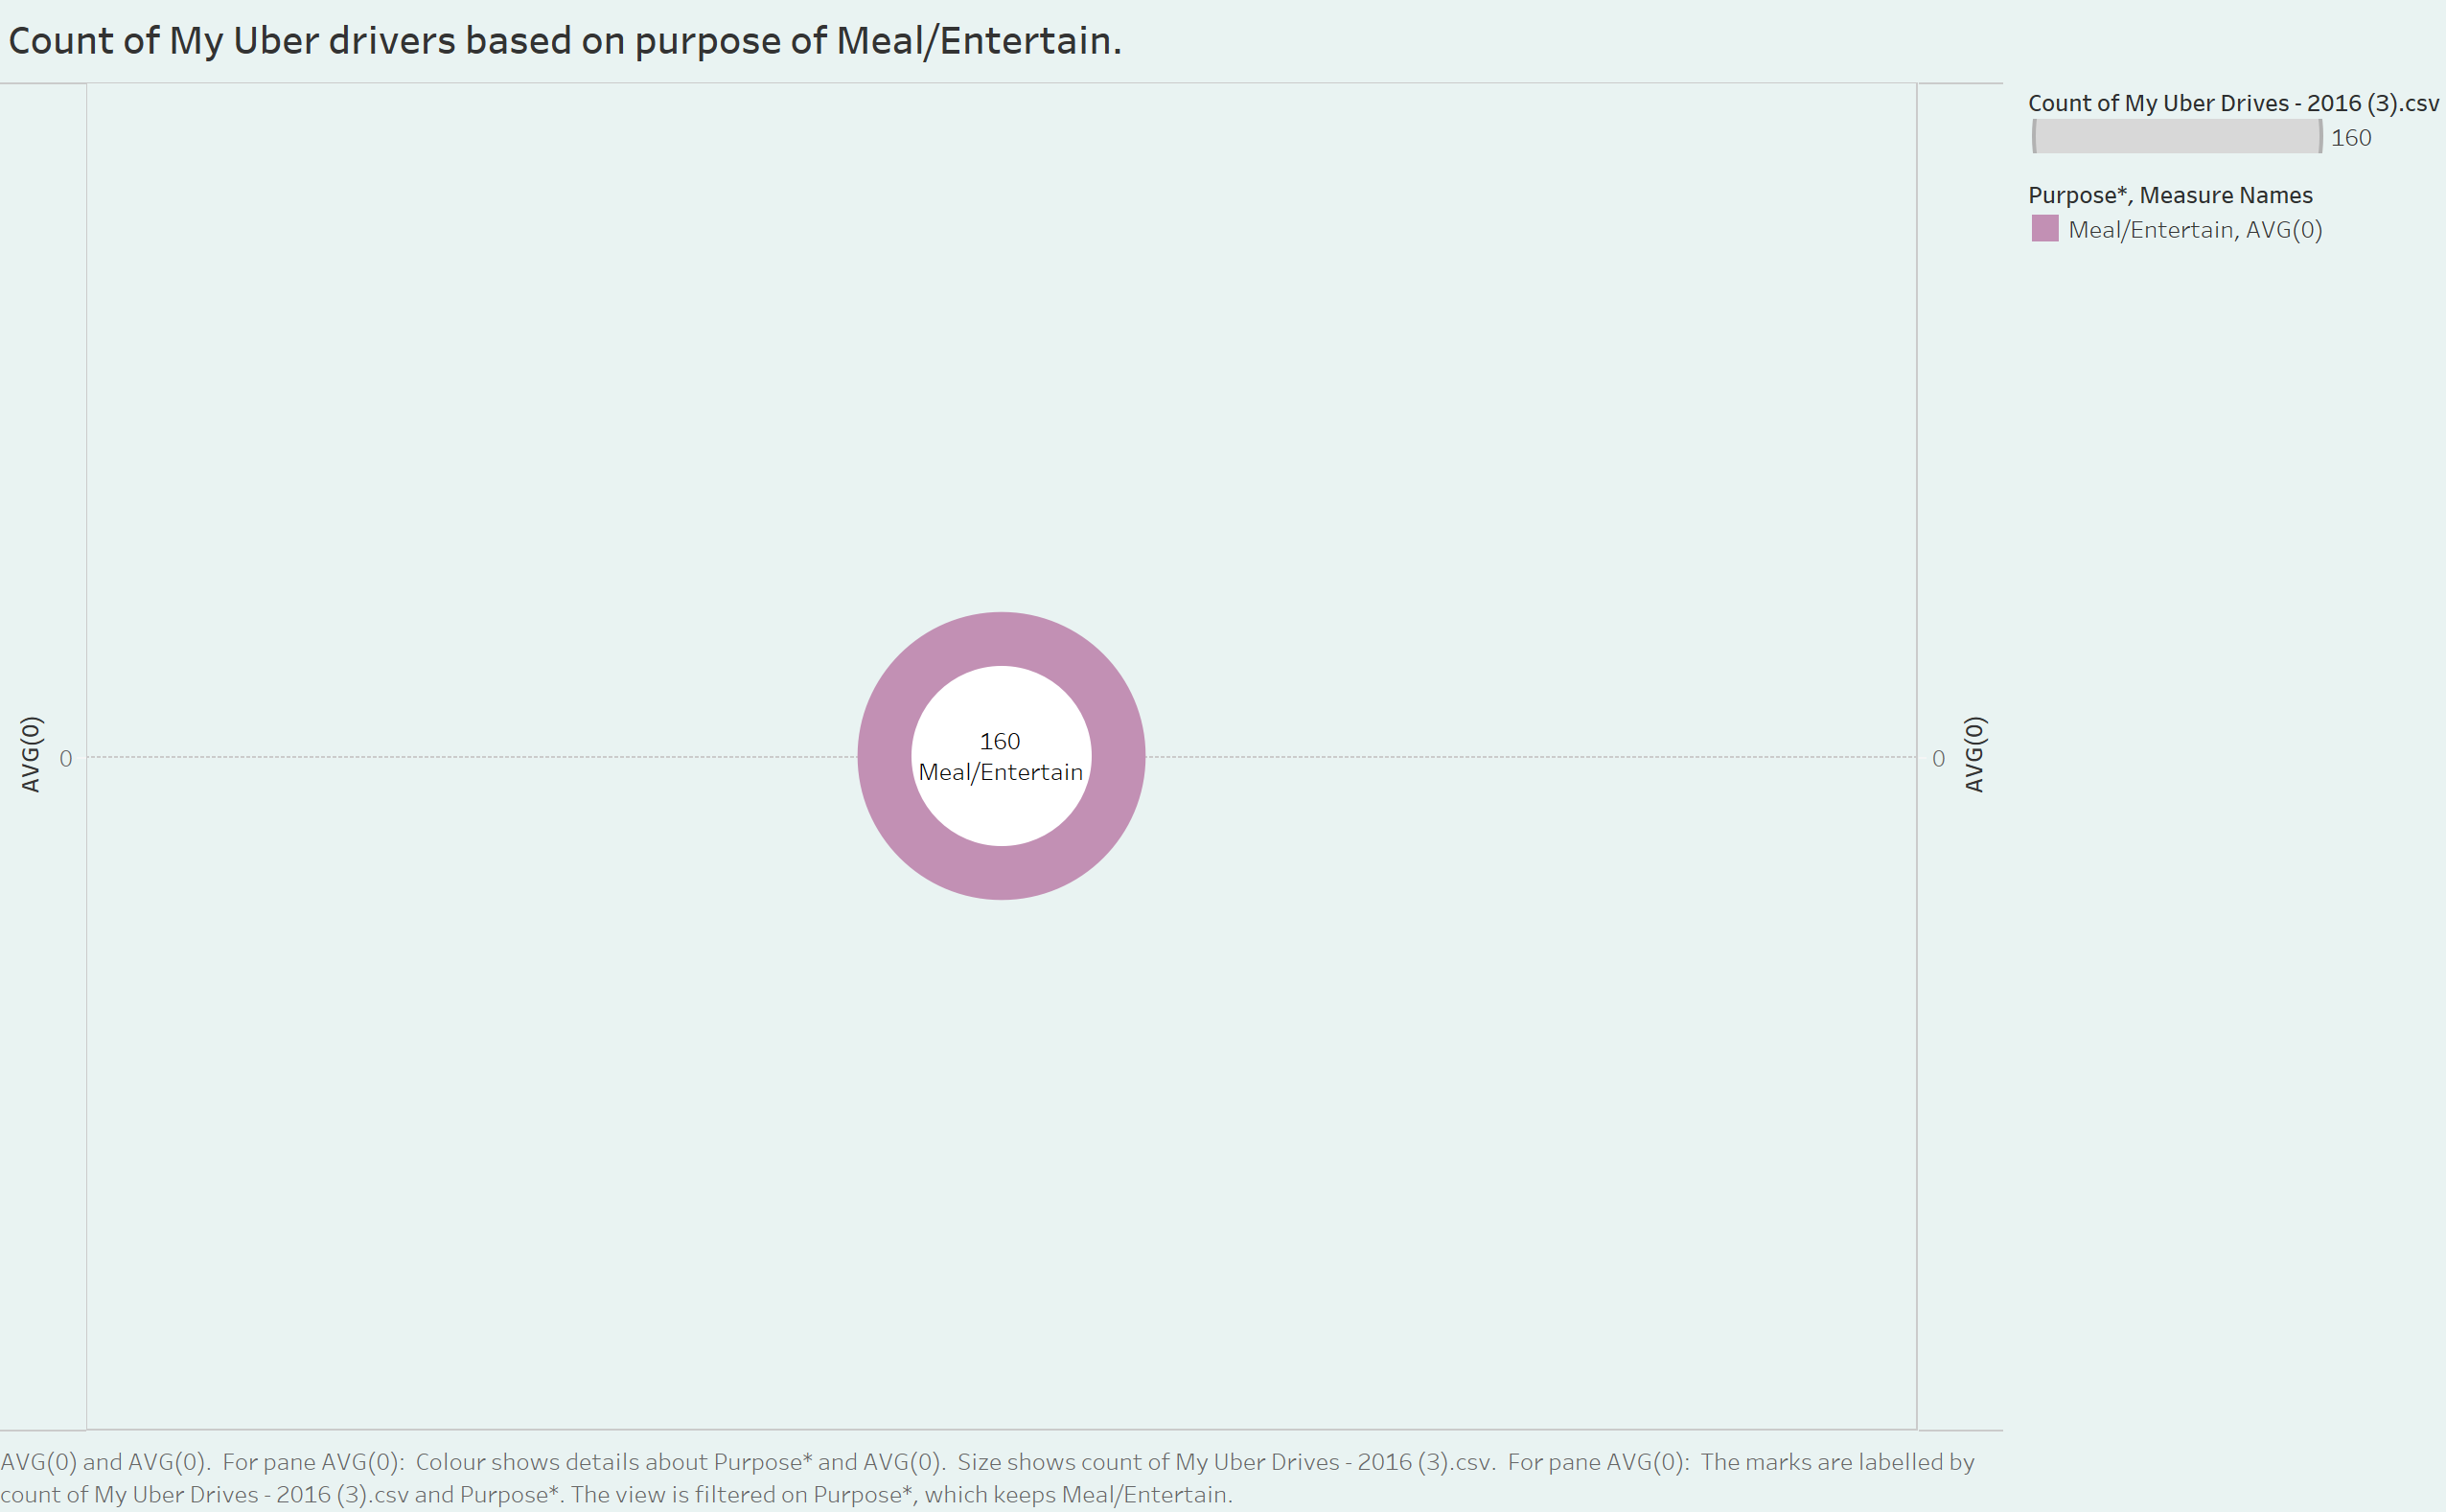 Count of My Uber drivers based on purpose of Meal/Entertain.
Count of My Uber Drives - 2016 (3).csv
160
Purpose*, Measure Names
Meal/Entertain, AVG(0)
AVG(0)
0
160
Meal/Entertain
0
AVG(0)
AVG(0) and AVG(0).  For pane AVG(0):  Colour shows details about Purpose* and AVG(0).  Size shows count of My Uber Drives - 2016 (3).csv.  For pane AVG(0):  The marks are labelled by
count of My Uber Drives - 2016 (3).csv and Purpose*. The view is filtered on Purpose*, which keeps Meal/Entertain.